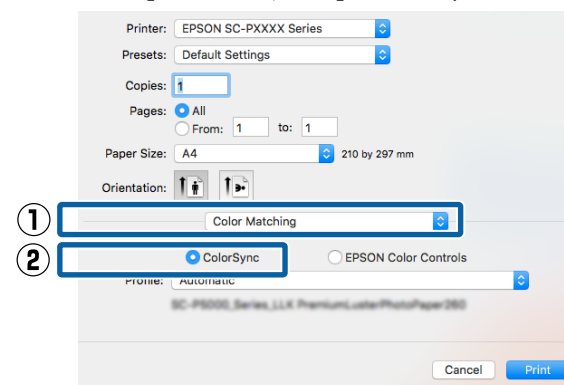 Printer: EPSON SC-PXXXX Series
Presets: Default Settings
Copies: 1
Pages: All
From: 1 to: 1
Paper Size: A4 210 by 297 mm
Orientation:
1 Color Matching
2 ColorSync EPSON Color Controls
Profile: Automatic
SC-P5000_Series_LLK PremiumLusterPhotoPaper260
Cancel Print